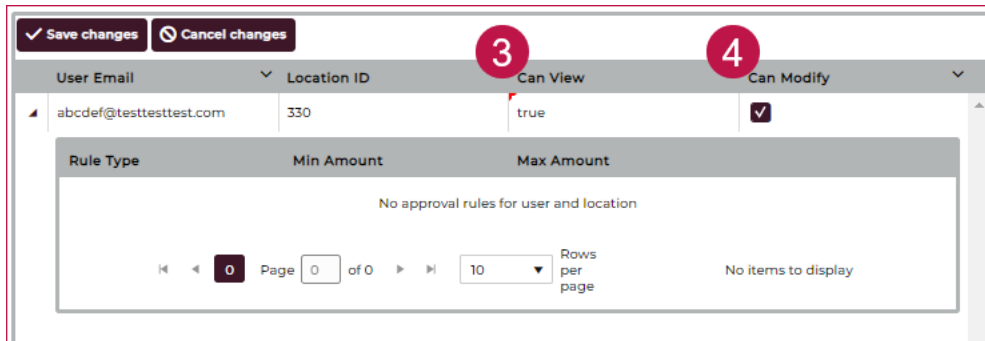 Save changes Cancel changes
3 4
User Email Location ID Can View Can Modify
abcdef@testtesttest.com 330 true
Rule Type Min Amount Max Amount
No approval rules for user and location
0 Page 0 of 0 10 Rows per page No items to display